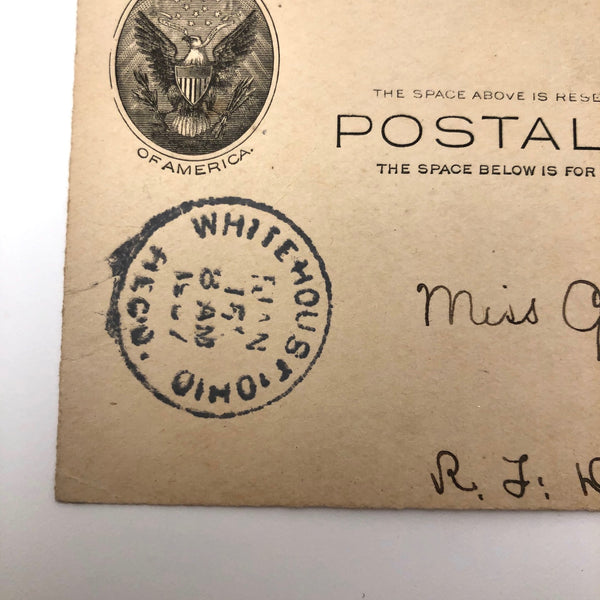 OF AMERICA.
THE SPACE ABOVE IS RESE
POSTAL
THE SPACE BELOW IS FOR
WHITEHOUSE OHIO
REC'D.
JAN
15
8 AM
Miss
R. F. D